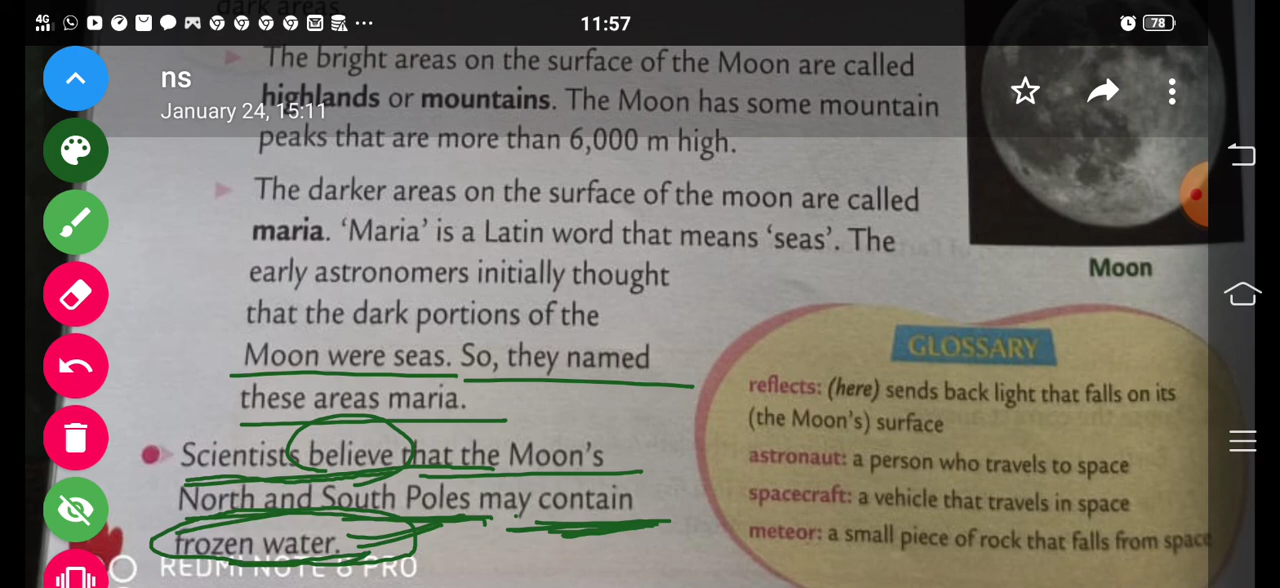 4G
11:57
78
dark areas.
ns
January 24, 15:11
The bright areas on the surface of the Moon are called
highlands or mountains. The Moon has some mountain
peaks that are more than 6,000 m high.
The darker areas on the surface of the moon are called
maria. ‘Maria’ is a Latin word that means ‘seas’. The
early astronomers initially thought
that the dark portions of the
Moon were seas. So, they named
these areas maria.
Scientists believe that the Moon’s
North and South Poles may contain
frozen water.
Moon
GLOSSARY
reflects: (here) sends back light that falls on its
(the Moon’s) surface
astronaut: a person who travels to space
spacecraft: a vehicle that travels in space
meteor: a small piece of rock that falls from space
REDMI NOTE 8 PRO